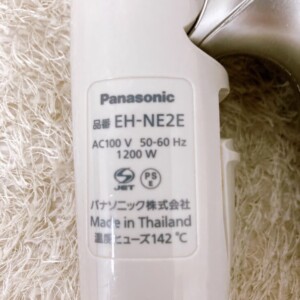 Panasonic
品番 EH-NE2E
AC100 V 50-60 Hz
1200 W
JET PS E
パナソニック株式会社
Made in Thailand
温度ヒューズ142 ℃